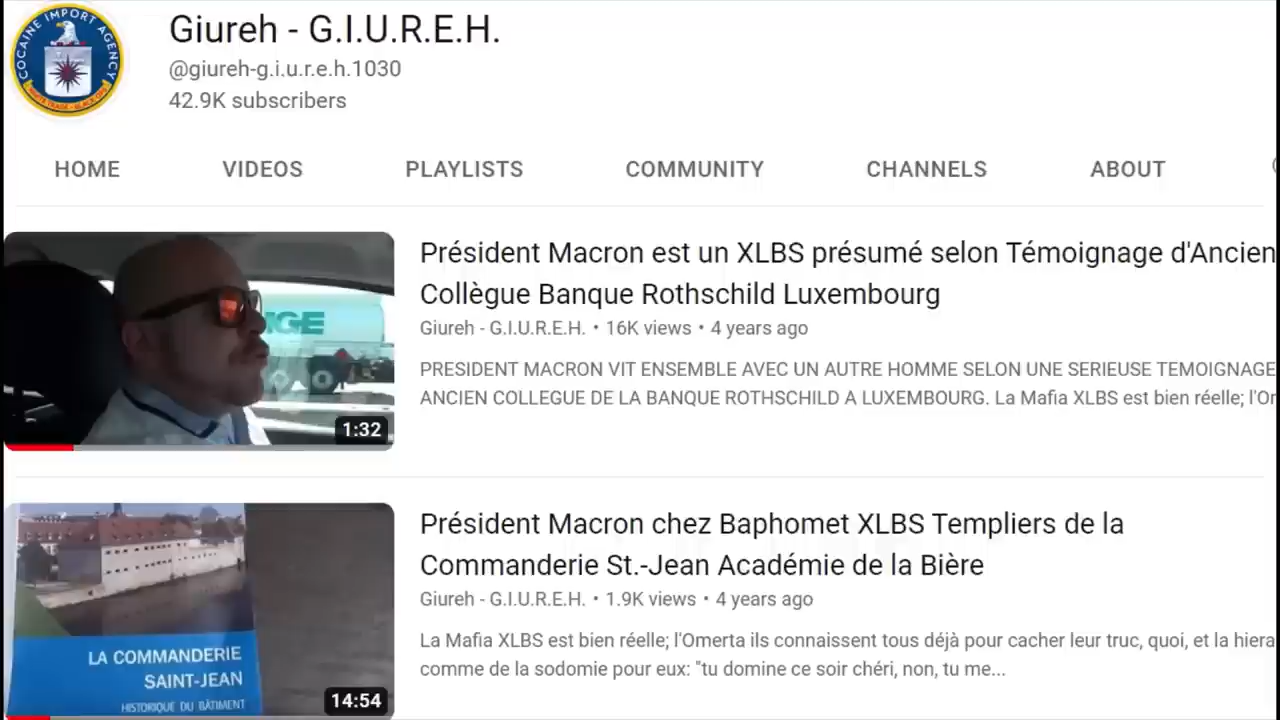 COCAINE IMPORT AGENCY
Giureh - G.I.U.R.E.H.
@giureh-g.i.u.r.e.h.1030
42.9K subscribers
HOME VIDEOS PLAYLISTS COMMUNITY CHANNELS ABOUT
Président Macron est un XLBS présumé selon Témoignage d'Ancien
Collègue Banque Rothschild Luxembourg
Giureh - G.I.U.R.E.H. • 16K views • 4 years ago
PRESIDENT MACRON VIT ENSEMBLE AVEC UN AUTRE HOMME SELON UNE SERIEUSE TEMOIGNAGE
ANCIEN COLLEGUE DE LA BANQUE ROTHSCHILD A LUXEMBOURG. La Mafia XLBS est bien réelle; l'Or
1:32
Président Macron chez Baphomet XLBS Templiers de la
Commanderie St.-Jean Académie de la Bière
Giureh - G.I.U.R.E.H. • 1.9K views • 4 years ago
La Mafia XLBS est bien réelle; l'Omerta ils connaissent tous déjà pour cacher leur truc, quoi, et la hiera
comme de la sodomie pour eux: "tu domine ce soir chéri, non, tu me...
LA COMMANDERIE
SAINT-JEAN
HISTORIQUE DU BÂTIMENT
14:54